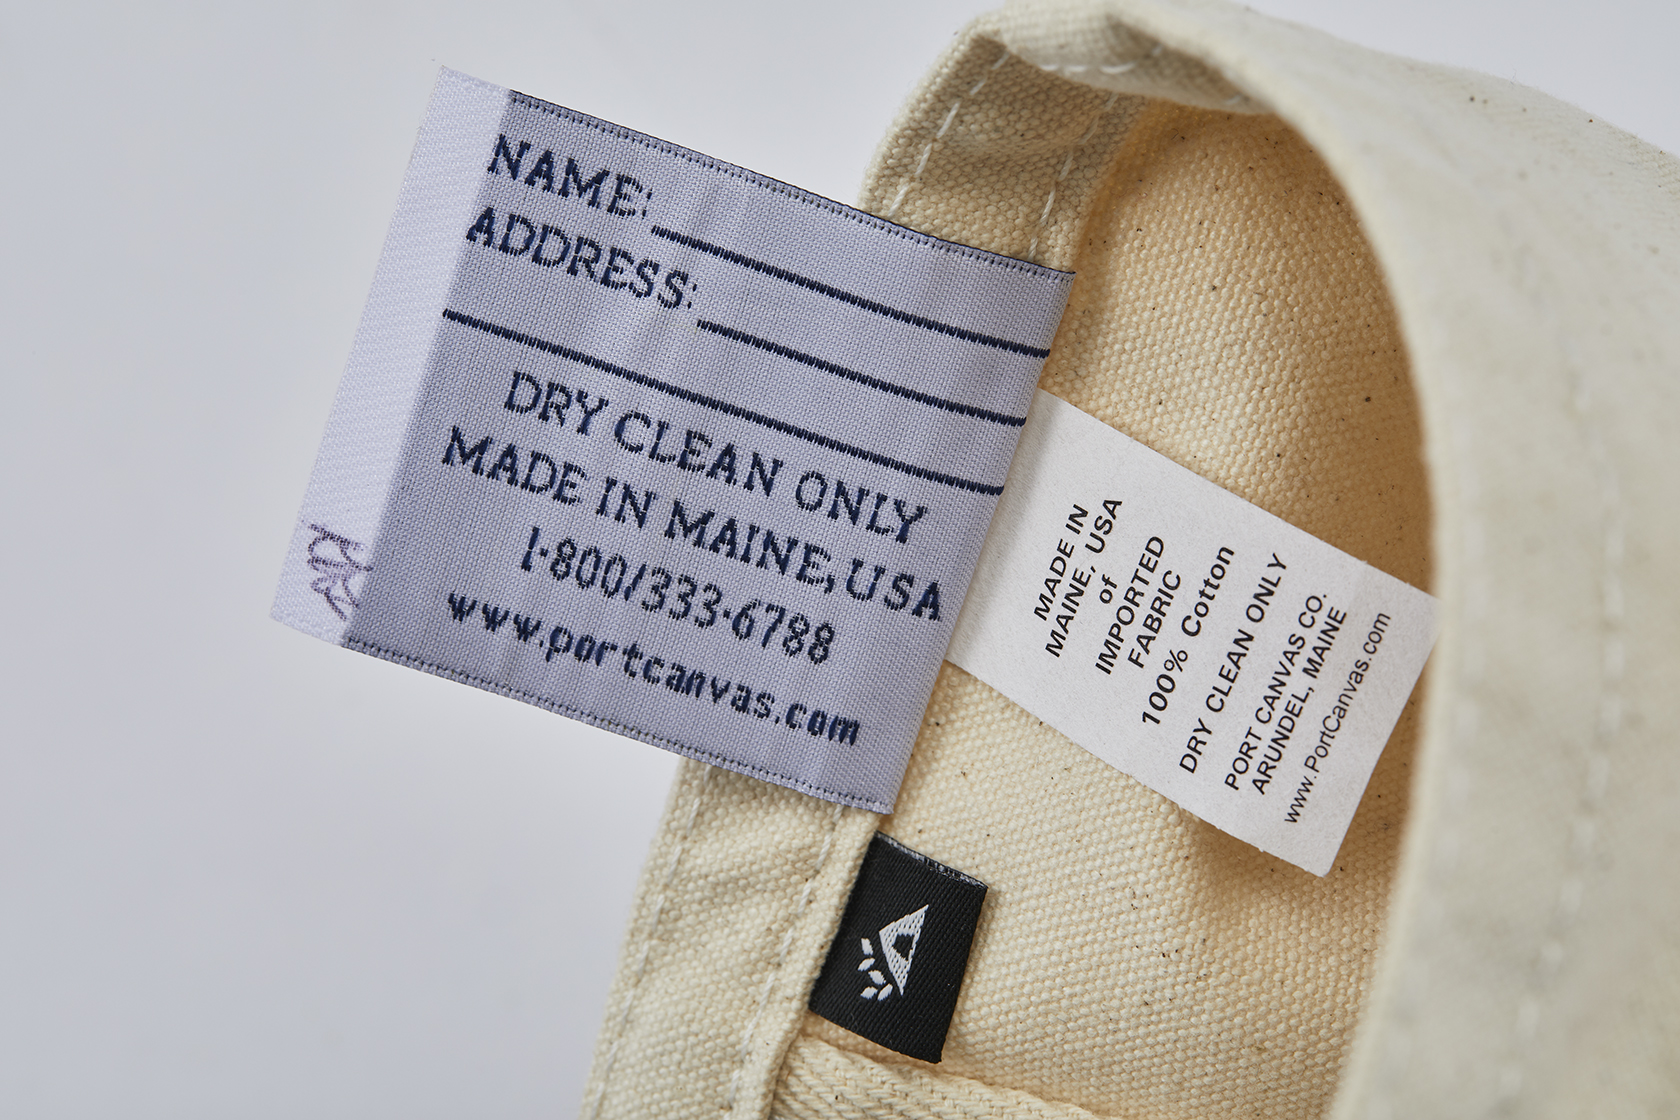 NAME:
ADDRESS:
DRY CLEAN ONLY
MADE IN MAINE, USA
1-800/333-6788
www.portcanvas.com
MADE IN
MAINE, USA
of
IMPORTED
FABRIC
100% Cotton
DRY CLEAN ONLY
PORT CANVAS CO.
ARUNDEL, MAINE
www.PortCanvas.com